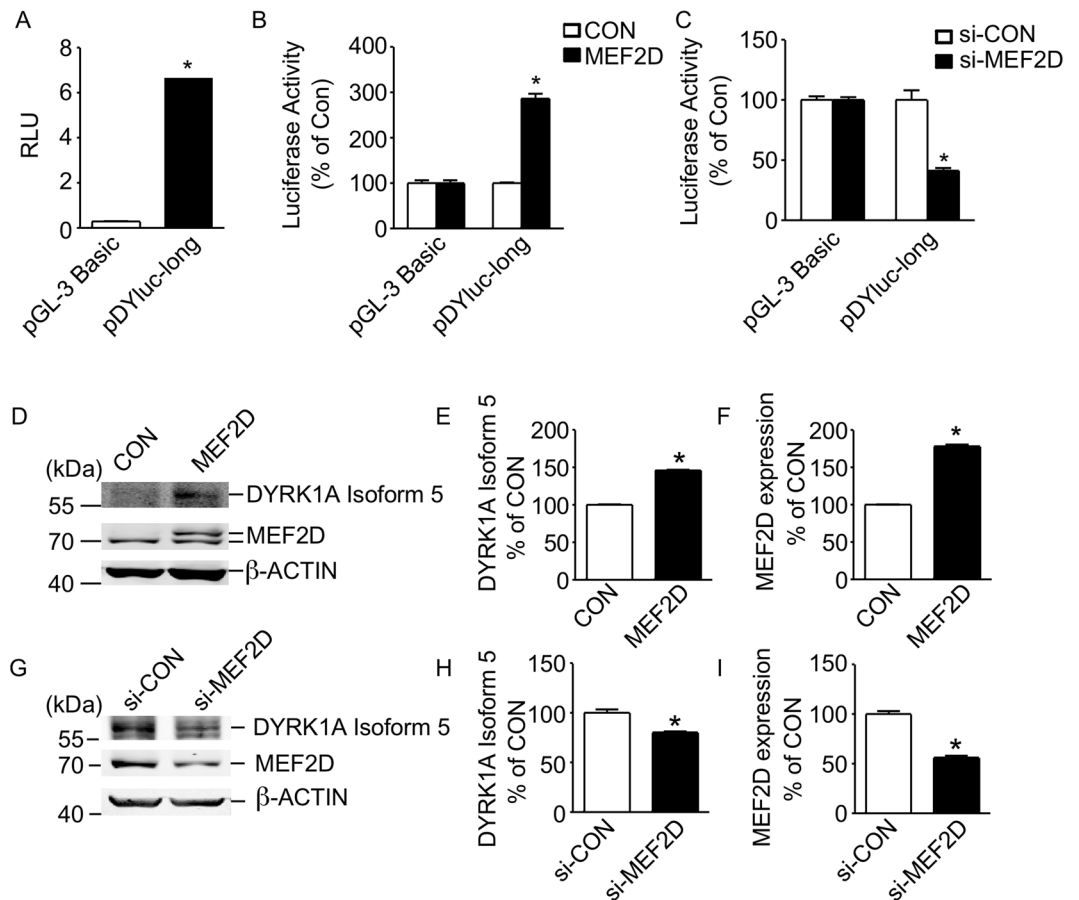 A
RLU
8
6
4
2
0
*
pGL-3 Basic
pDYluc-long
B
Luciferase Activity
(% of Con)
400
300
200
100
0
CON
MEF2D
*
pGL-3 Basic
pDYluc-long
C
Luciferase Activity
(% of Con)
150
100
50
0
si-CON
si-MEF2D
*
pGL-3 Basic
pDYluc-long
D
(kDa)
CON
MEF2D
55
DYRK1A Isoform 5
70
MEF2D
40
β-ACTIN
E
DYRK1A Isoform 5
% of CON
200
150
100
50
0
*
CON
MEF2D
F
MEF2D expression
% of CON
200
150
100
50
0
*
CON
MEF2D
G
(kDa)
si-CON
si-MEF2D
55
DYRK1A Isoform 5
70
MEF2D
40
β-ACTIN
H
DYRK1A Isoform 5
% of CON
150
100
50
0
*
si-CON
si-MEF2D
I
MEF2D expression
% of CON
150
100
50
0
*
si-CON
si-MEF2D